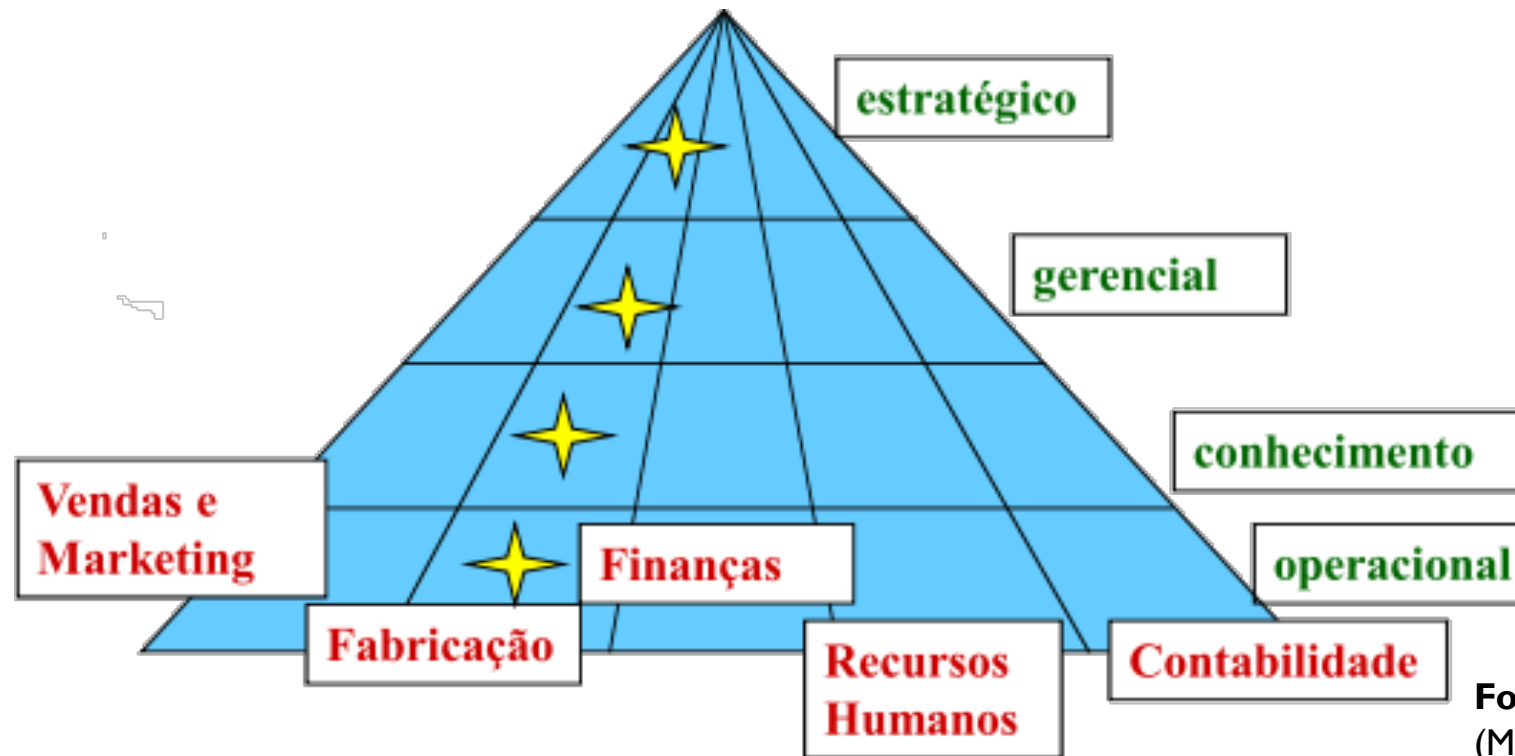 estratégico
gerencial
conhecimento
operacional
Vendas e
Marketing
Finanças
Fabricação
Recursos
Humanos
Contabilidade